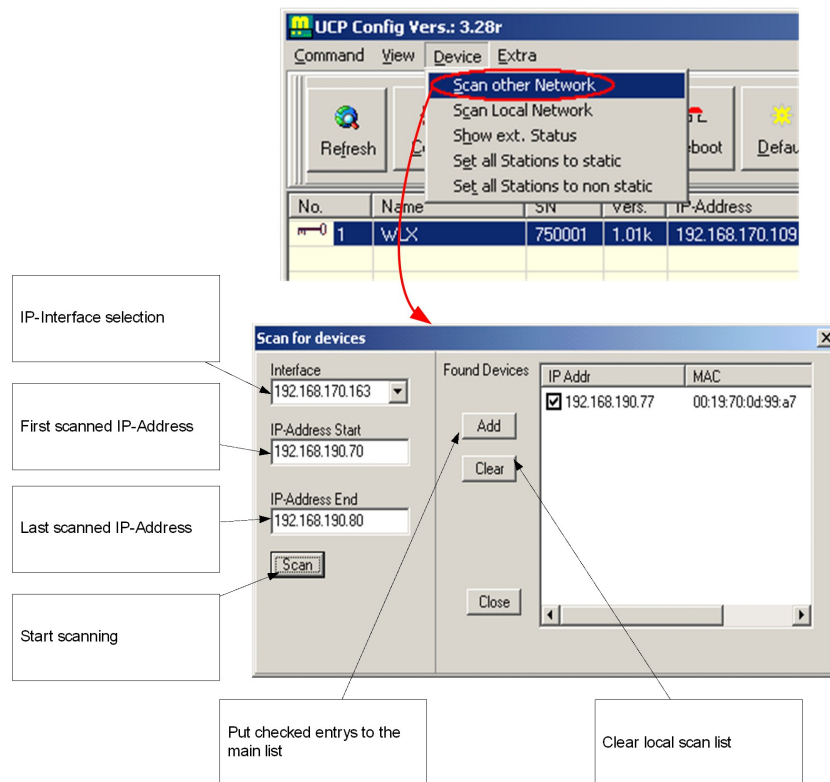 UCP Config Vers.: 3.28r
Command View Device Extra
Scan other Network
Scan Local Network
Show ext. Status
Set all Stations to static
Set all Stations to non static
Refresh
No. Name SN Vers. IP-Address
1 WLX 750001 1.01k 192.168.170.109
IP-Interface selection
First scanned IP-Address
Last scanned IP-Address
Start scanning
Scan for devices
Interface
192.168.170.163
IP-Address Start
192.168.190.70
IP-Address End
192.168.190.80
Scan
Found Devices
Add
Clear
Close
IP Addr MAC
192.168.190.77 00:19:70:0d:99:a7
Put checked entrys to the
main list
Clear local scan list